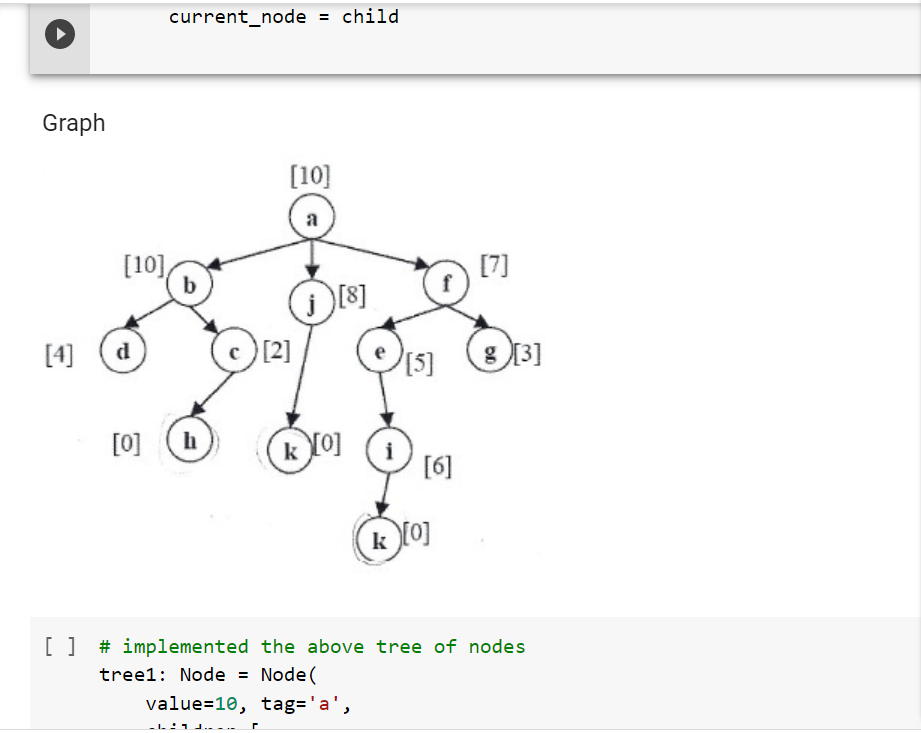 current_node = child
Graph
[10]
a
[10]
b
j
[8]
f
[7]
[4]
d
c
[2]
e
[5]
g
[3]
[0]
h
k
[0]
i
[6]
k
[0]
[ ] # implemented the above tree of nodes
tree1: Node = Node(
value=10, tag='a',
children=[